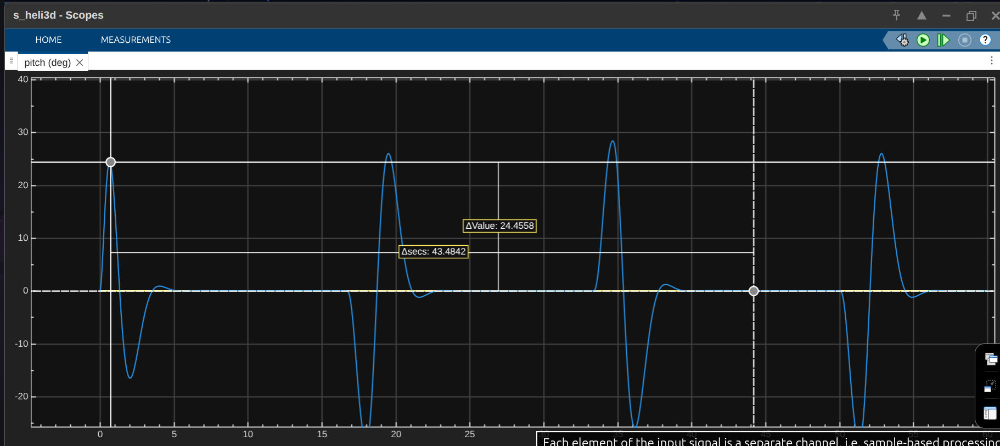 s_heli3d - Scopes
HOME MEASUREMENTS
pitch (deg)
40
30
20
10
0
-10
-20
ΔValue: 24.4558
Δsecs: 43.4842
0 5 10 15 20 25 30 35 40 45 50 55 60
Each element of the input signal is a separate channel, i.e. sample-based processing